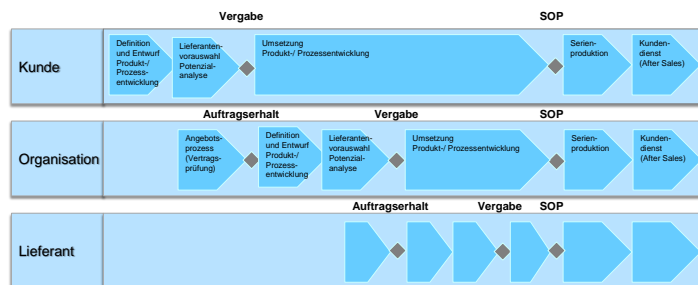 Vergabe
SOP
Kunde
Definition
und Entwurf
Produkt-/
Prozess-
entwicklung
Lieferanten-
vorauswahl
Potenzial-
analyse
Umsetzung
Produkt-/ Prozessentwicklung
Serien-
produktion
Kunden-
dienst
(After Sales)
Auftragserhalt
Vergabe
SOP
Organisation
Angebots-
prozess
(Vertrags-
prüfung)
Definition
und Entwurf
Produkt-/
Prozess-
entwicklung
Lieferanten-
vorauswahl
Potenzial-
analyse
Umsetzung
Produkt-/ Prozessentwicklung
Serien-
produktion
Kunden-
dienst
(After Sales)
Auftragserhalt
Vergabe
SOP
Lieferant